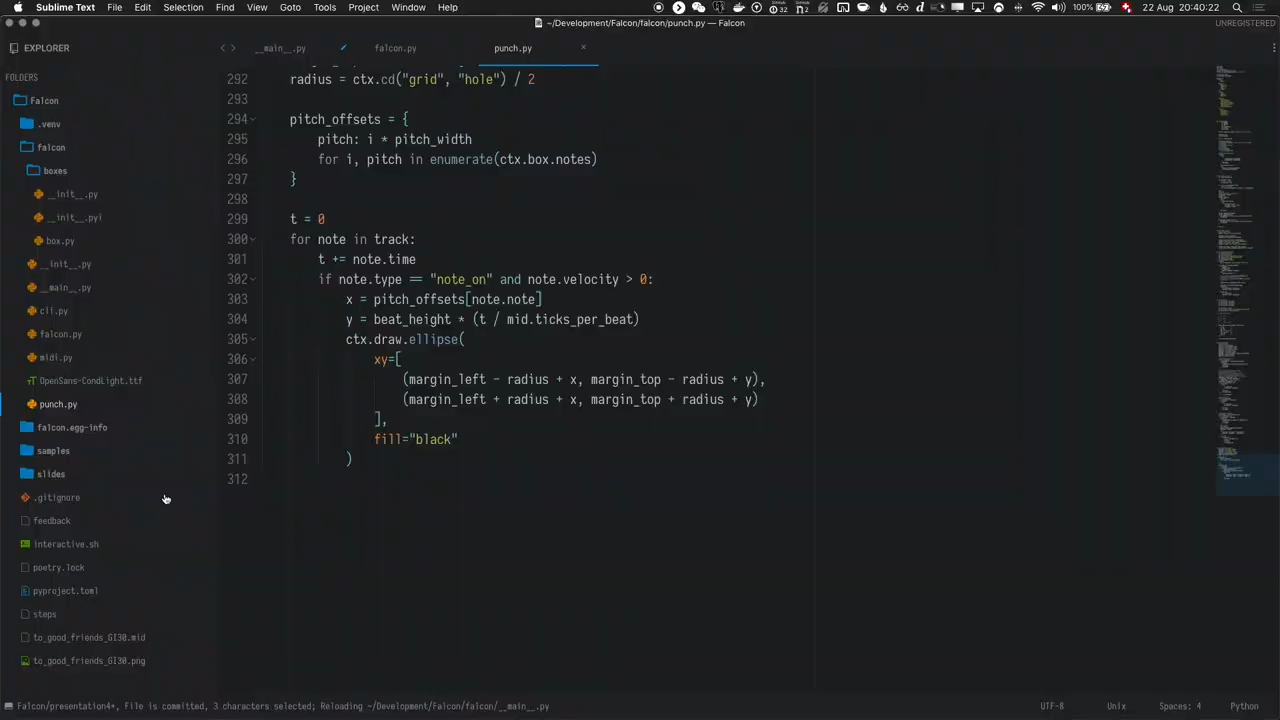 Sublime Text File Edit Selection Find View Goto Tools Project Window Help 100% 22 Aug 20:40:22
~/Development/Falcon/falcon/punch.py — Falcon
UNREGISTERED
EXPLORER
__main__.py
falcon.py
punch.py
FOLDERS
Falcon
.venv
falcon
boxes
__init__.py
__init__.pyi
box.py
__init__.py
__main__.py
cli.py
falcon.py
midi.py
OpenSans-CondLight.ttf
punch.py
falcon.egg-info
samples
slides
.gitignore
feedback
interactive.sh
poetry.lock
pyproject.toml
steps
to_good_friends_GI30.mid
to_good_friends_GI30.png
292 radius = ctx.cd("grid", "hole") / 2
293
294 pitch_offsets = {
295 pitch: i * pitch_width
296 for i, pitch in enumerate(ctx.box.notes)
297 }
298
299 t = 0
300 for note in track:
301 t += note.time
302 if note.type == "note_on" and note.velocity > 0:
303 x = pitch_offsets[note.note]
304 y = beat_height * (t / mid.ticks_per_beat)
305 ctx.draw.ellipse(
306 xy=[
307 (margin_left - radius + x, margin_top - radius + y),
308 (margin_left + radius + x, margin_top + radius + y)
309 ],
310 fill="black"
311 )
312
Falcon/presentation4*, File is committed, 3 characters selected; Reloading ~/Development/Falcon/falcon/__main__.py
UTF-8 Unix Spaces: 4 Python